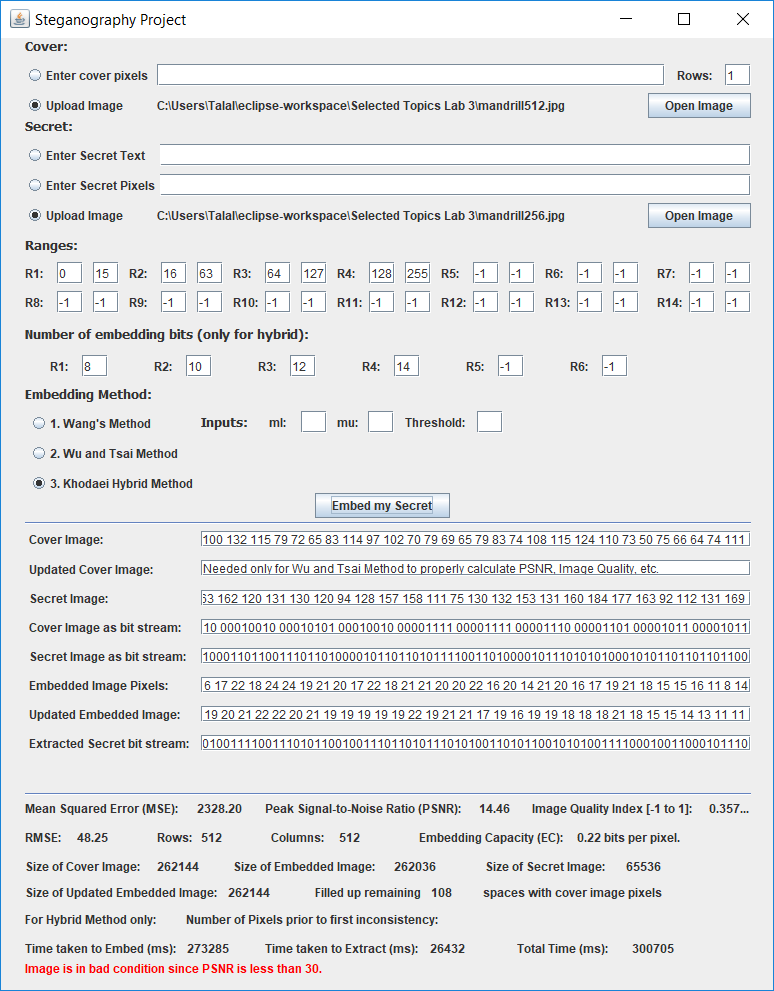 Steganography Project
Cover:
Enter cover pixels Rows: 1
Upload Image C:\Users\Talal\eclipse-workspace\Selected Topics Lab 3\mandrill512.jpg Open Image
Secret:
Enter Secret Text
Enter Secret Pixels
Upload Image C:\Users\Talal\eclipse-workspace\Selected Topics Lab 3\mandrill256.jpg Open Image
Ranges:
R1: 0 15 R2: 16 63 R3: 64 127 R4: 128 255 R5: -1 -1 R6: -1 -1 R7: -1 -1
R8: -1 -1 R9: -1 -1 R10: -1 -1 R11: -1 -1 R12: -1 -1 R13: -1 -1 R14: -1 -1
Number of embedding bits (only for hybrid):
R1: 8 R2: 10 R3: 12 R4: 14 R5: -1 R6: -1
Embedding Method:
1. Wang's Method Inputs: ml: mu: Threshold:
2. Wu and Tsai Method
3. Khodaei Hybrid Method
Embed my Secret
Cover Image: 100 132 115 79 72 65 83 114 97 102 70 79 69 65 79 83 74 108 115 124 110 73 50 75 66 64 74 111
Updated Cover Image: Needed only for Wu and Tsai Method to properly calculate PSNR, Image Quality, etc.
Secret Image: 53 162 120 131 130 120 94 128 157 158 111 75 130 132 153 131 160 184 177 163 92 112 131 169
Cover Image as bit stream: 10 00010010 00010101 00010010 00001111 00001111 00001110 00001101 00001011 00001011
Secret Image as bit stream: 10001101100111011010000101101101011110011010000101110101010001010110110110110​0
Embedded Image Pixels: 6 17 22 18 24 24 19 21 20 17 22 18 21 21 20 20 22 16 20 14 21 20 16 17 19 21 18 15 15 16 11 8 14
Updated Embedded Image: 19 20 21 22 22 20 21 19 19 19 19 19 22 19 21 21 17 19 16 19 19 18 18 18 21 18 15 15 14 13 11 11
Extracted Secret bit stream: 010011110011101011001001110110101110101001101011001010100111100010011000101110
Mean Squared Error (MSE): 2328.20 Peak Signal-to-Noise Ratio (PSNR): 14.46 Image Quality Index [-1 to 1]: 0.357...
RMSE: 48.25 Rows: 512 Columns: 512 Embedding Capacity (EC): 0.22 bits per pixel.
Size of Cover Image: 262144 Size of Embedded Image: 262036 Size of Secret Image: 65536
Size of Updated Embedded Image: 262144 Filled up remaining 108 spaces with cover image pixels
For Hybrid Method only: Number of Pixels prior to first inconsistency:
Time taken to Embed (ms): 273285 Time taken to Extract (ms): 26432 Total Time (ms): 300705
Image is in bad condition since PSNR is less than 30.